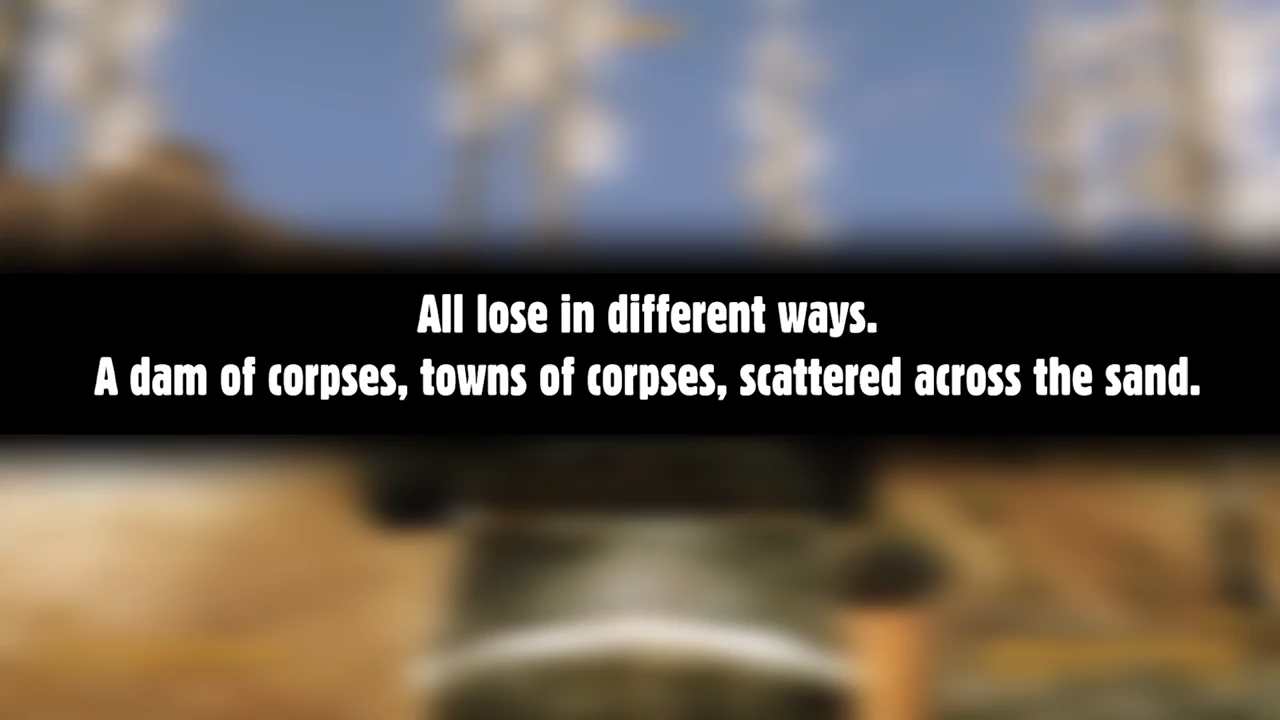 All lose in different ways.
A dam of corpses, towns of corpses, scattered across the sand.